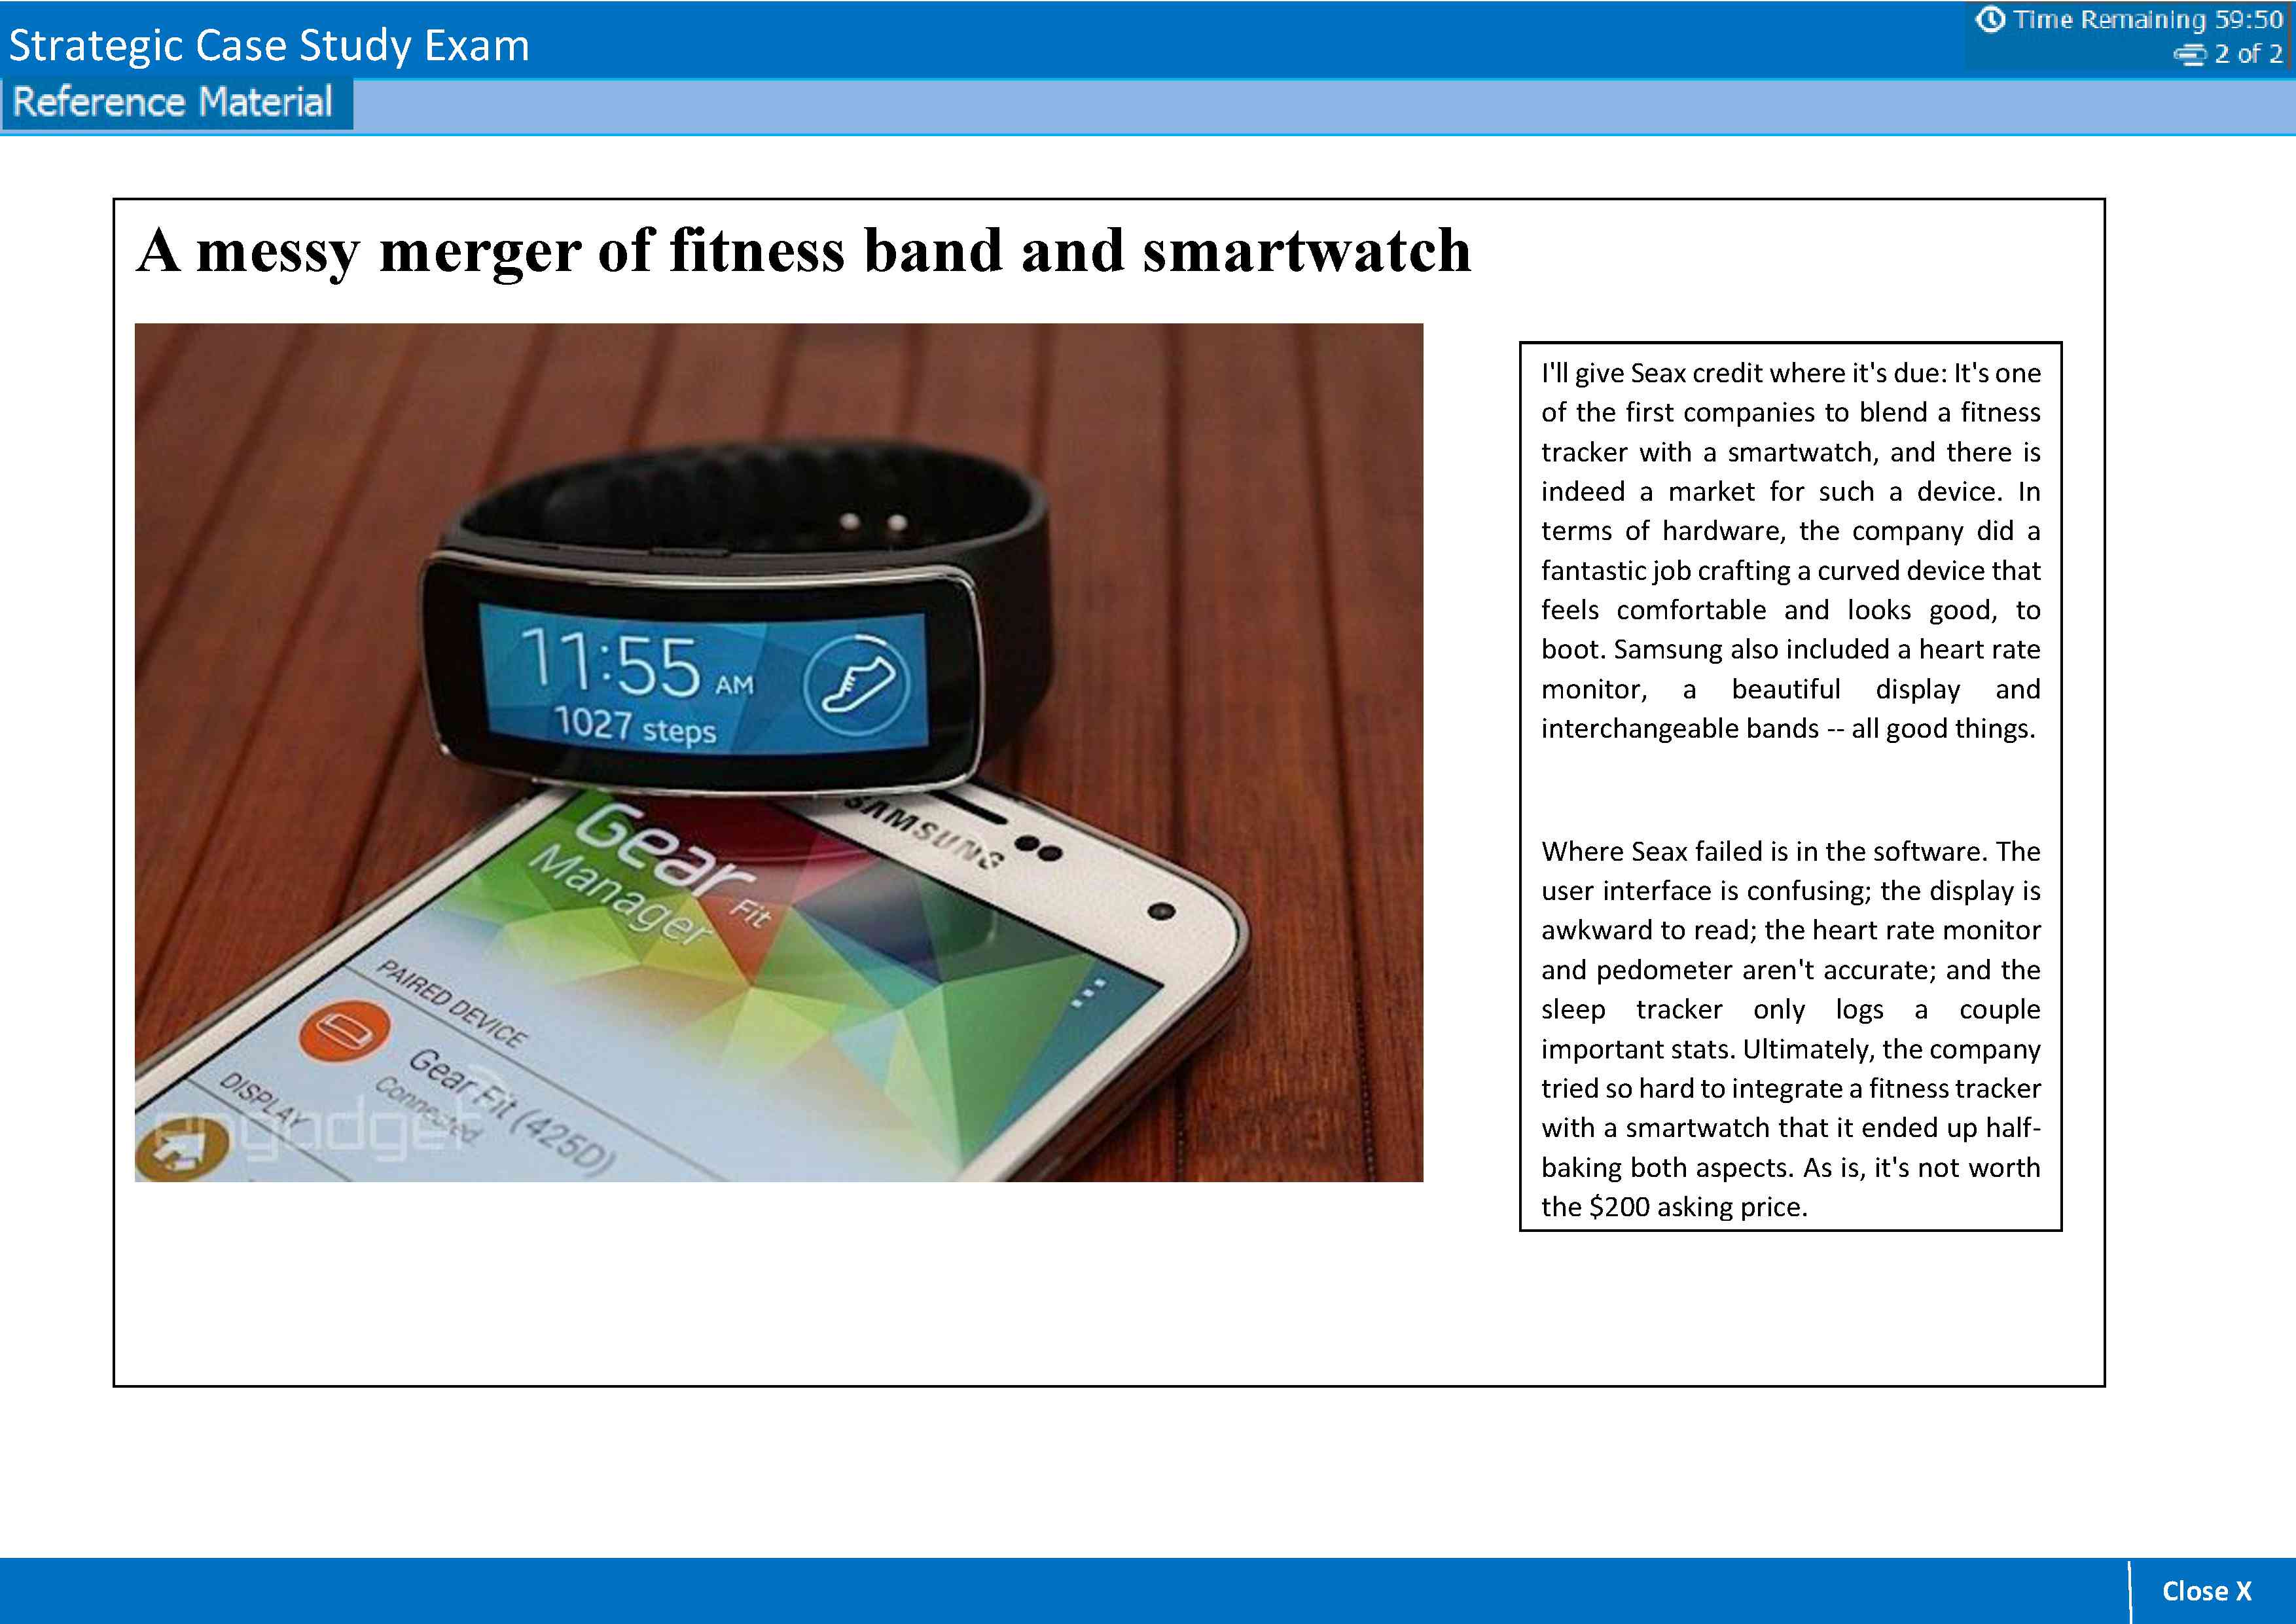 Strategic Case Study Exam
Time Remaining 59:50
2 of 2
Reference Material
A messy merger of fitness band and smartwatch
11:55 AM
1027 steps
SAMSUNG
Gear Fit
Manager
PAIRED DEVICE
Gear Fit (425D)
Connected
DISPLAY
engadget
I'll give Seax credit where it's due: It's one
of the first companies to blend a fitness
tracker with a smartwatch, and there is
indeed a market for such a device. In
terms of hardware, the company did a
fantastic job crafting a curved device that
feels comfortable and looks good, to
boot. Samsung also included a heart rate
monitor, a beautiful display and
interchangeable bands -- all good things.
Where Seax failed is in the software. The
user interface is confusing; the display is
awkward to read; the heart rate monitor
and pedometer aren't accurate; and the
sleep tracker only logs a couple
important stats. Ultimately, the company
tried so hard to integrate a fitness tracker
with a smartwatch that it ended up half-
baking both aspects. As is, it's not worth
the $200 asking price.
Close X